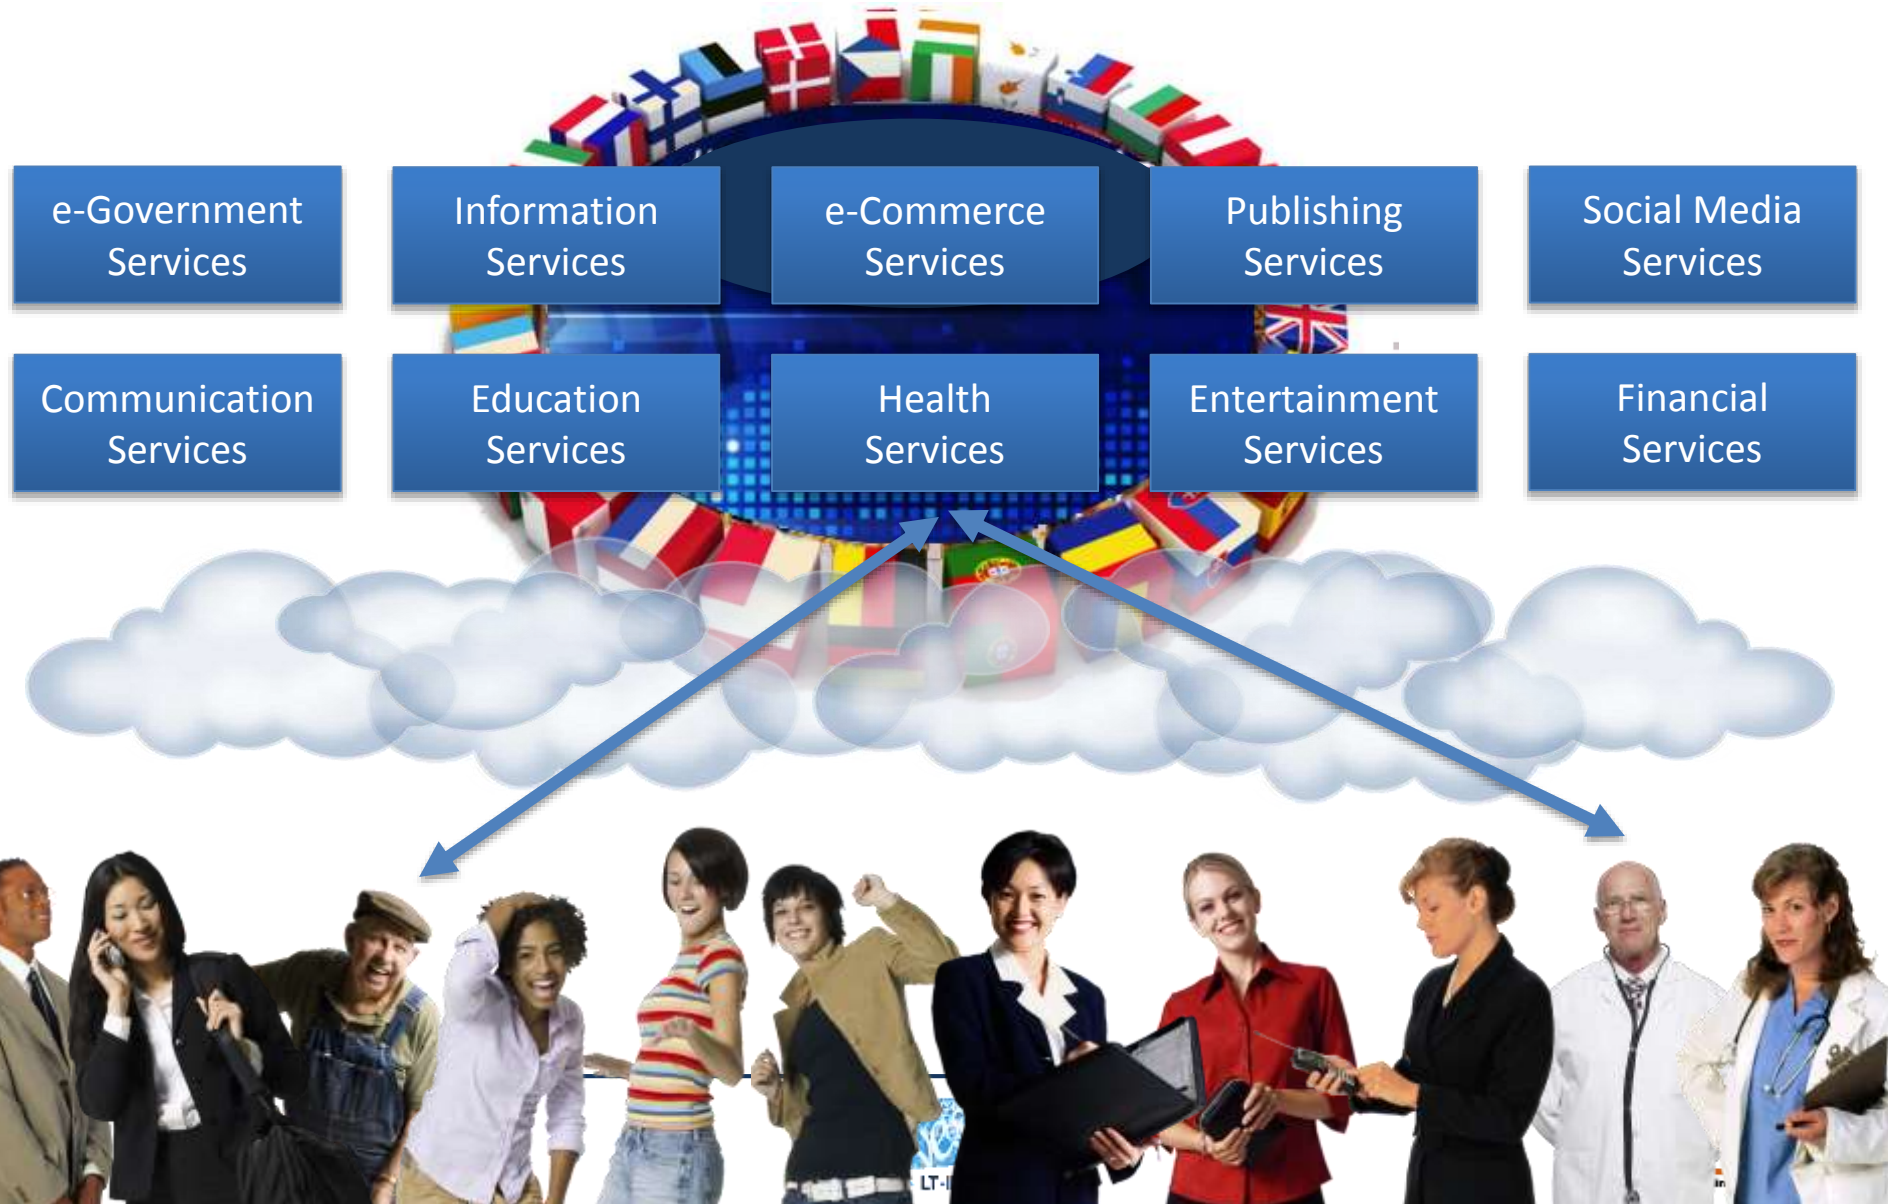 e-Government
Services
Information
Services
e-Commerce
Services
Publishing
Services
Social Media
Services
Communication
Services
Education
Services
Health
Services
Entertainment
Services
Financial
Services